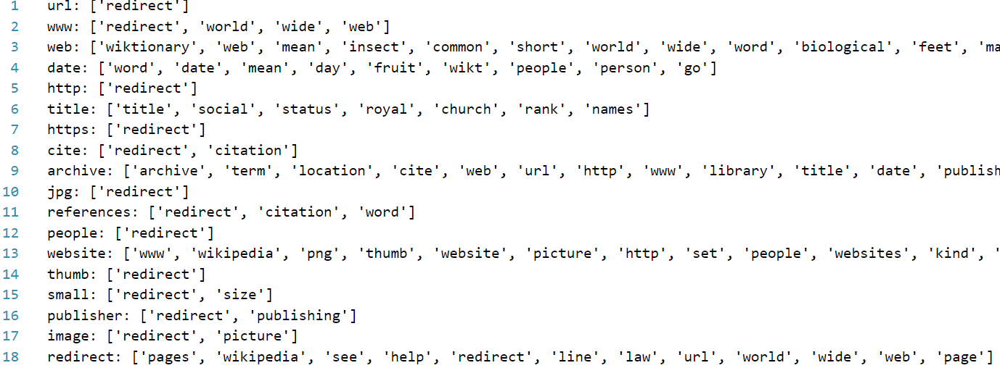 1 url: ['redirect']
2 www: ['redirect', 'world', 'wide', 'web']
3 web: ['wiktionary', 'web', 'mean', 'insect', 'common', 'short', 'world', 'wide', 'word', 'biological', 'feet', 'ma
4 date: ['word', 'date', 'mean', 'day', 'fruit', 'wikt', 'people', 'person', 'go']
5 http: ['redirect']
6 title: ['title', 'social', 'status', 'royal', 'church', 'rank', 'names']
7 https: ['redirect']
8 cite: ['redirect', 'citation']
9 archive: ['archive', 'term', 'location', 'cite', 'web', 'url', 'http', 'www', 'library', 'title', 'date', 'publish
10 jpg: ['redirect']
11 references: ['redirect', 'citation', 'word']
12 people: ['redirect']
13 website: ['www', 'wikipedia', 'png', 'thumb', 'website', 'picture', 'http', 'set', 'people', 'websites', 'kind', '
14 thumb: ['redirect']
15 small: ['redirect', 'size']
16 publisher: ['redirect', 'publishing']
17 image: ['redirect', 'picture']
18 redirect: ['pages', 'wikipedia', 'see', 'help', 'redirect', 'line', 'law', 'url', 'world', 'wide', 'web', 'page']